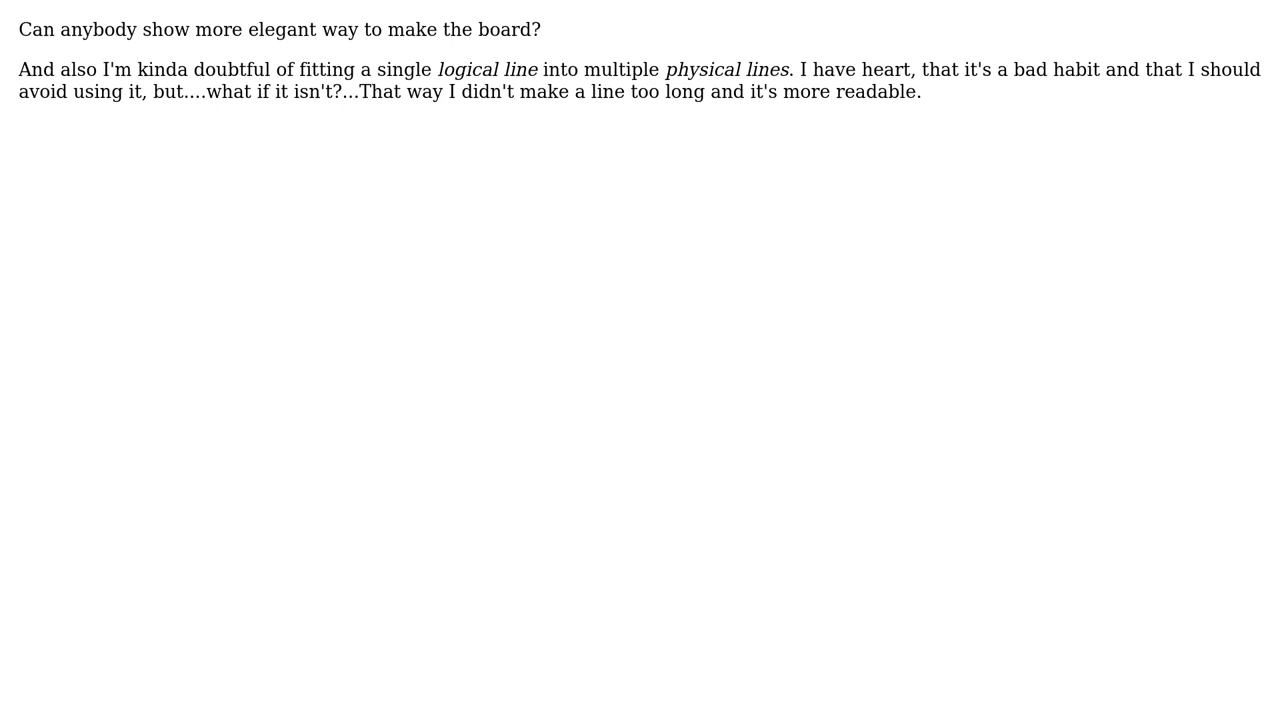 Can anybody show more elegant way to make the board?
And also I'm kinda doubtful of fitting a single logical line into multiple physical lines. I have heart, that it's a bad habit and that I should
avoid using it, but....what if it isn't?...That way I didn't make a line too long and it's more readable.